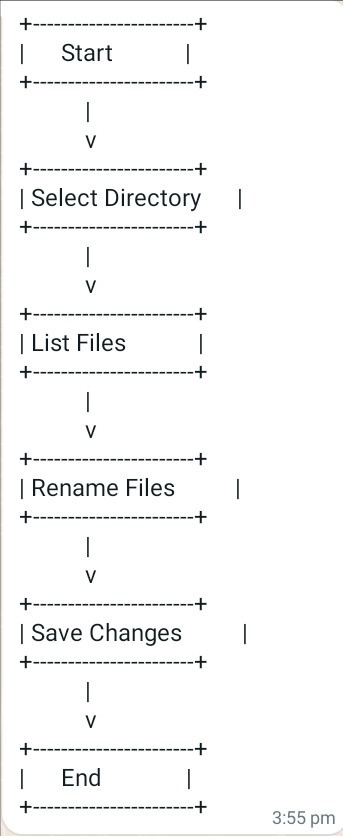 +-----------------------+
|      Start            |
+-----------------------+
          |
          v
+-----------------------+
| Select Directory      |
+-----------------------+
          |
          v
+-----------------------+
| List Files            |
+-----------------------+
          |
          v
+-----------------------+
| Rename Files          |
+-----------------------+
          |
          v
+-----------------------+
| Save Changes          |
+-----------------------+
          |
          v
+-----------------------+
|      End              |
+-----------------------+
3:55 pm